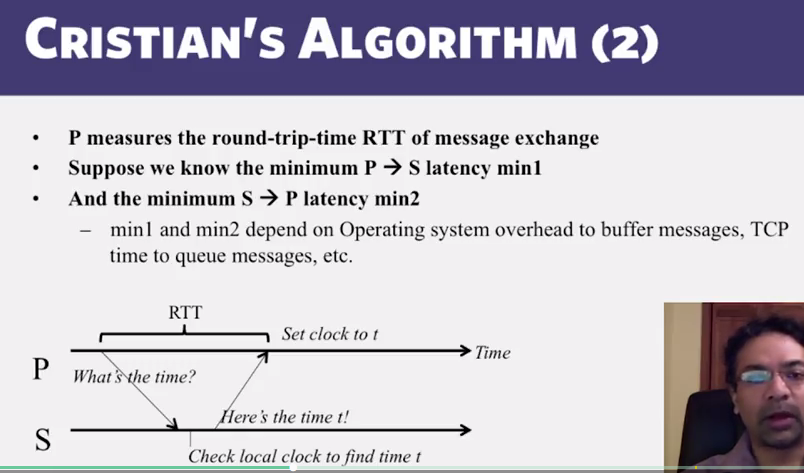 CRISTIAN'S ALGORITHM (2)
• P measures the round-trip-time RTT of message exchange
• Suppose we know the minimum P → S latency min1
• And the minimum S → P latency min2
– min1 and min2 depend on Operating system overhead to buffer messages, TCP
time to queue messages, etc.
RTT
Set clock to t
Time
P
What's the time?
Here's the time t!
S
Check local clock to find time t